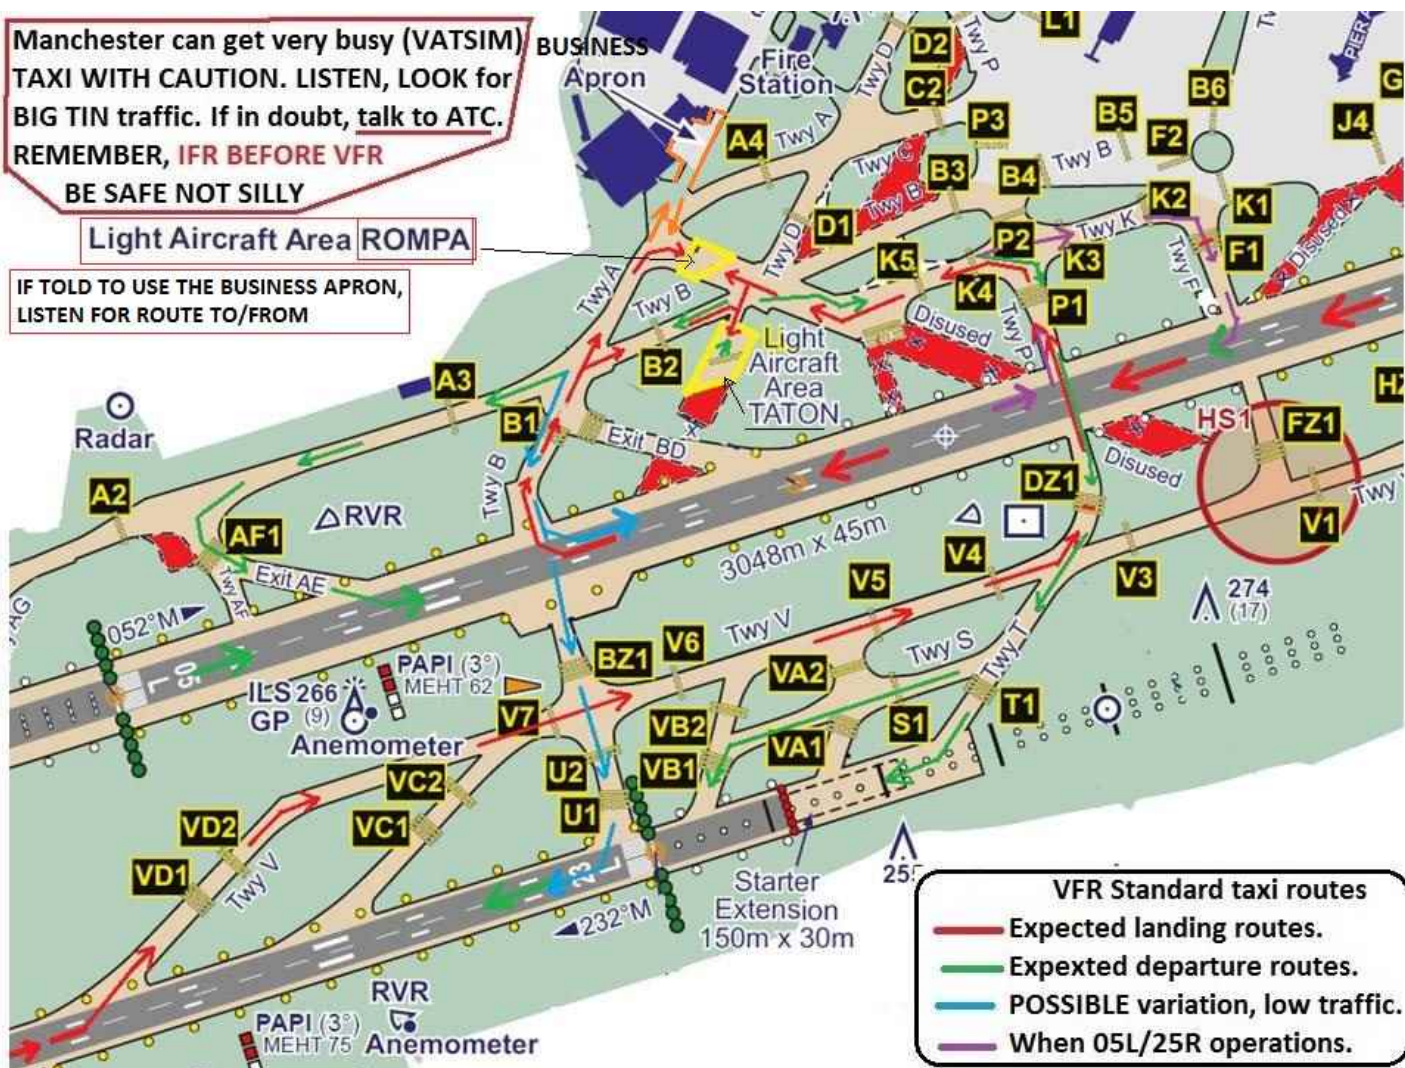 Manchester can get very busy (VATSIM)
TAXI WITH CAUTION. LISTEN, LOOK for
BIG TIN traffic. If in doubt, talk to ATC.
REMEMBER, IFR BEFORE VFR
BE SAFE NOT SILLY
BUSINESS
Apron
Fire
Station
Light Aircraft Area ROMPA
IF TOLD TO USE THE BUSINESS APRON,
LISTEN FOR ROUTE TO/FROM
L1
D2
Twy P
Twy D
C2
P3
B5
B6
F2
J4
G
PIER A
A4
Twy A
Twy C
Twy B
B3
B4
Twy B
K2
K1
D1
Twy D
P2
Twy K
K3
F1
Twy F
Disused
K5
K4
P1
Twy P
Disused
Twy A
Twy B
B2
Light
Aircraft
Area
TATON
A3
B1
Exit BD
Twy B
Radar
A2
AF1
RVR
Exit AE
Twy AF
HS1
FZ1
HZ
V1
Twy
Disused
DZ1
3048m x 45m
V4
V5
V3
274
(17)
052°M
05
L
PAPI (3°)
MEHT 62
ILS 266
GP (9)
Anemometer
BZ1
V6
Twy V
VA2
Twy S
Twy T
T1
V7
VB2
VA1
S1
U2
VB1
U1
VC2
VC1
VD2
VD1
Twy V
23
L
232°M
Starter
Extension
150m x 30m
255
RVR
Anemometer
PAPI (3°)
MEHT 75
VFR Standard taxi routes
Expected landing routes.
Expexted departure routes.
POSSIBLE variation, low traffic.
When 05L/25R operations.